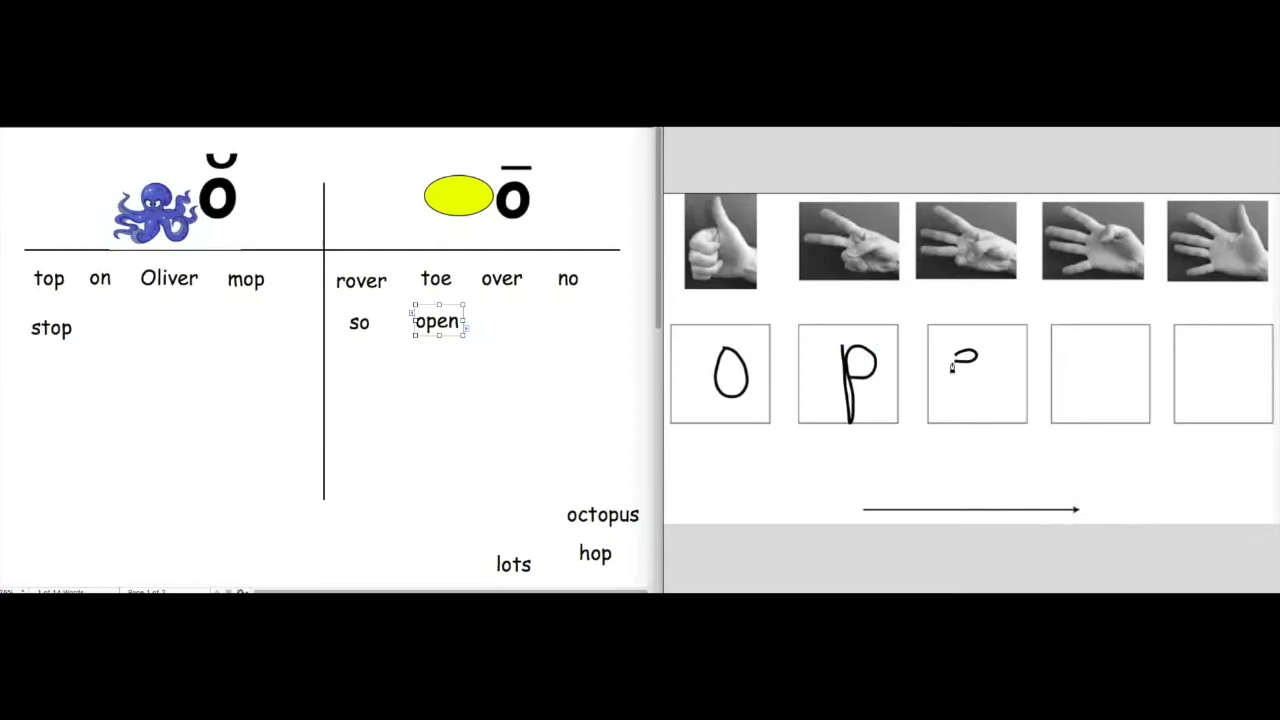 ŏ ō
top on Oliver mop rover toe over no
stop so open
o p
octopus
hop
lots